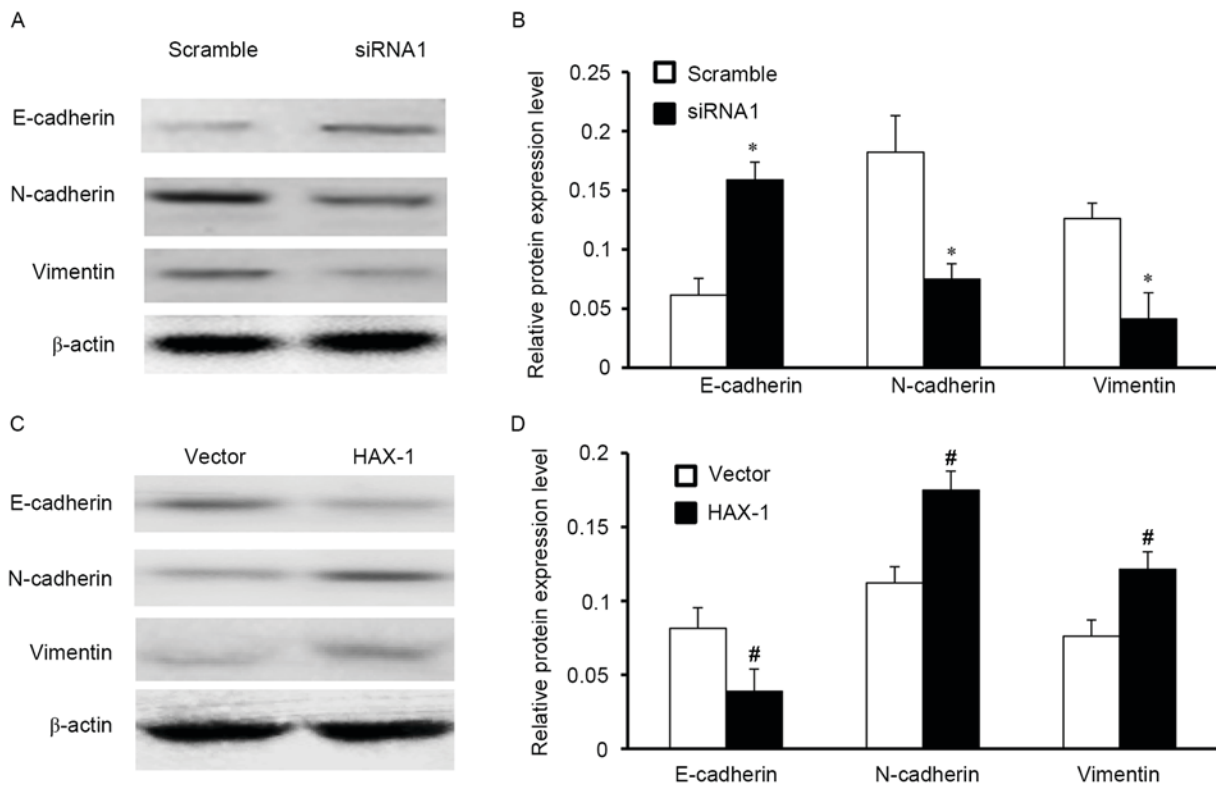 A
Scramble siRNA1
E-cadherin
N-cadherin
Vimentin
β-actin
B
Relative protein expression level
0.25
0.2
0.15
0.1
0.05
0
Scramble
siRNA1
*
*
*
E-cadherin N-cadherin Vimentin
C
Vector HAX-1
E-cadherin
N-cadherin
Vimentin
β-actin
D
Relative protein expression level
0.2
0.15
0.1
0.05
0
Vector
HAX-1
#
#
#
E-cadherin N-cadherin Vimentin